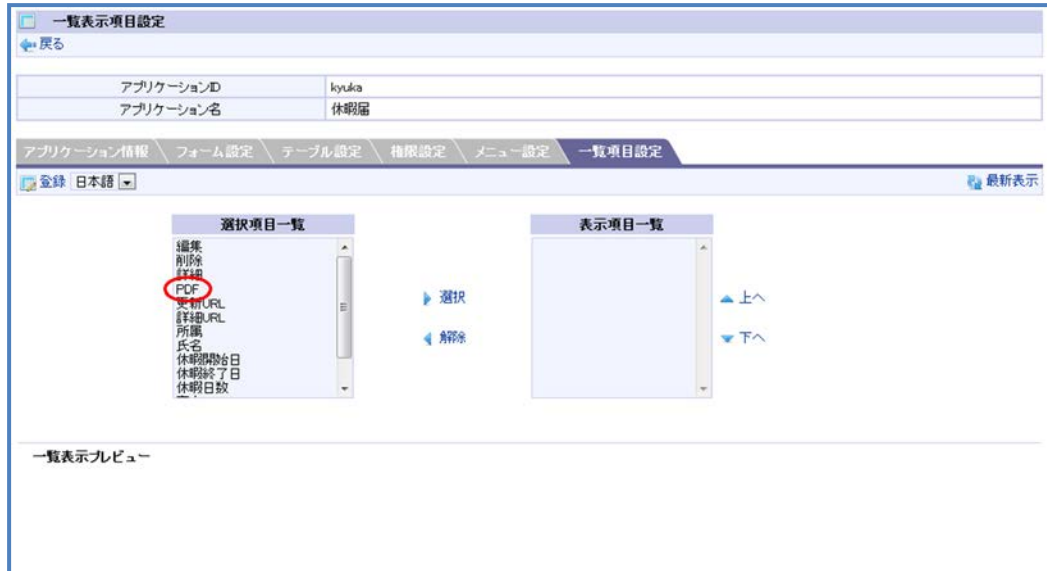 一覧表示項目設定
戻る
アプリケーションID kyuka
アプリケーション名 休暇届
アプリケーション情報 フォーム設定 テーブル設定 権限設定 メニュー設定 一覧項目設定
登録 日本語 最新表示
選択項目一覧 表示項目一覧
編集
削除
詳細
PDF
更新URL
詳細URL
所属
氏名
休暇開始日
休暇終了日
休暇日数
選択 上へ
解除 下へ
一覧表示プレビュー